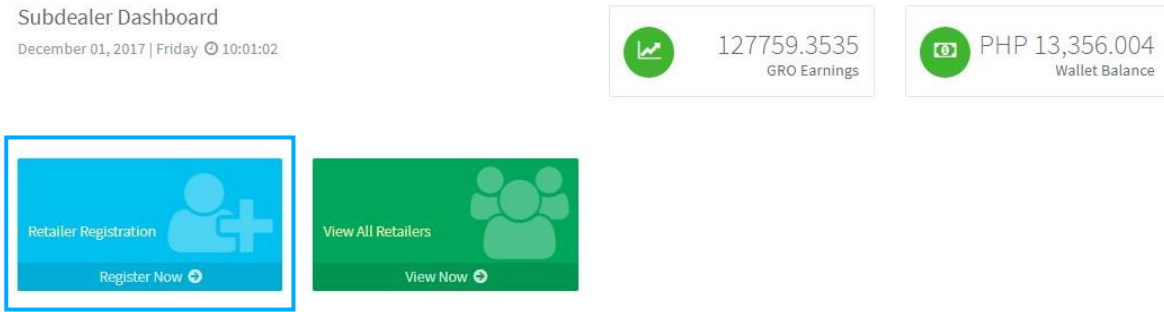 Subdealer Dashboard
December 01, 2017 | Friday 10:01:02
127759.3535
GRO Earnings
PHP 13,356.004
Wallet Balance
Retailer Registration
Register Now
View All Retailers
View Now